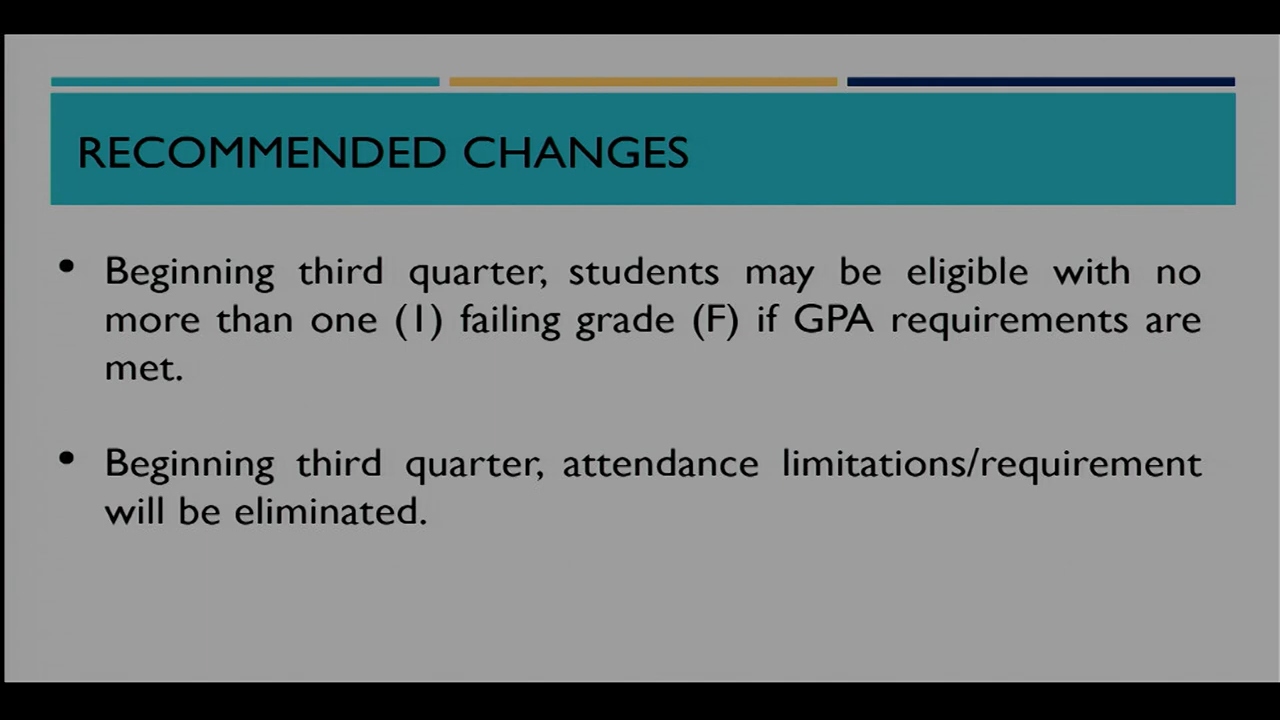 RECOMMENDED CHANGES
• Beginning third quarter, students may be eligible with no
more than one (1) failing grade (F) if GPA requirements are
met.
• Beginning third quarter, attendance limitations/requirement
will be eliminated.